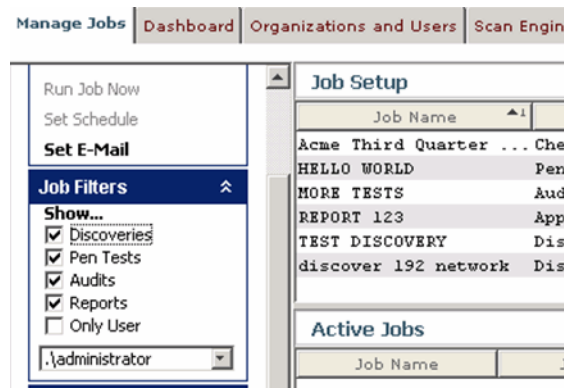 Manage Jobs Dashboard Organizations and Users Scan Engin
Run Job Now
Set Schedule
Set E-Mail
Job Filters
Show...
Discoveries
Pen Tests
Audits
Reports
Only User
.\administrator
Job Setup
Job Name 1
Acme Third Quarter ... Che
HELLO WORLD Pen
MORE TESTS Aud
REPORT 123 App
TEST DISCOVERY Dis
discover 192 network Dis
Active Jobs
Job Name J